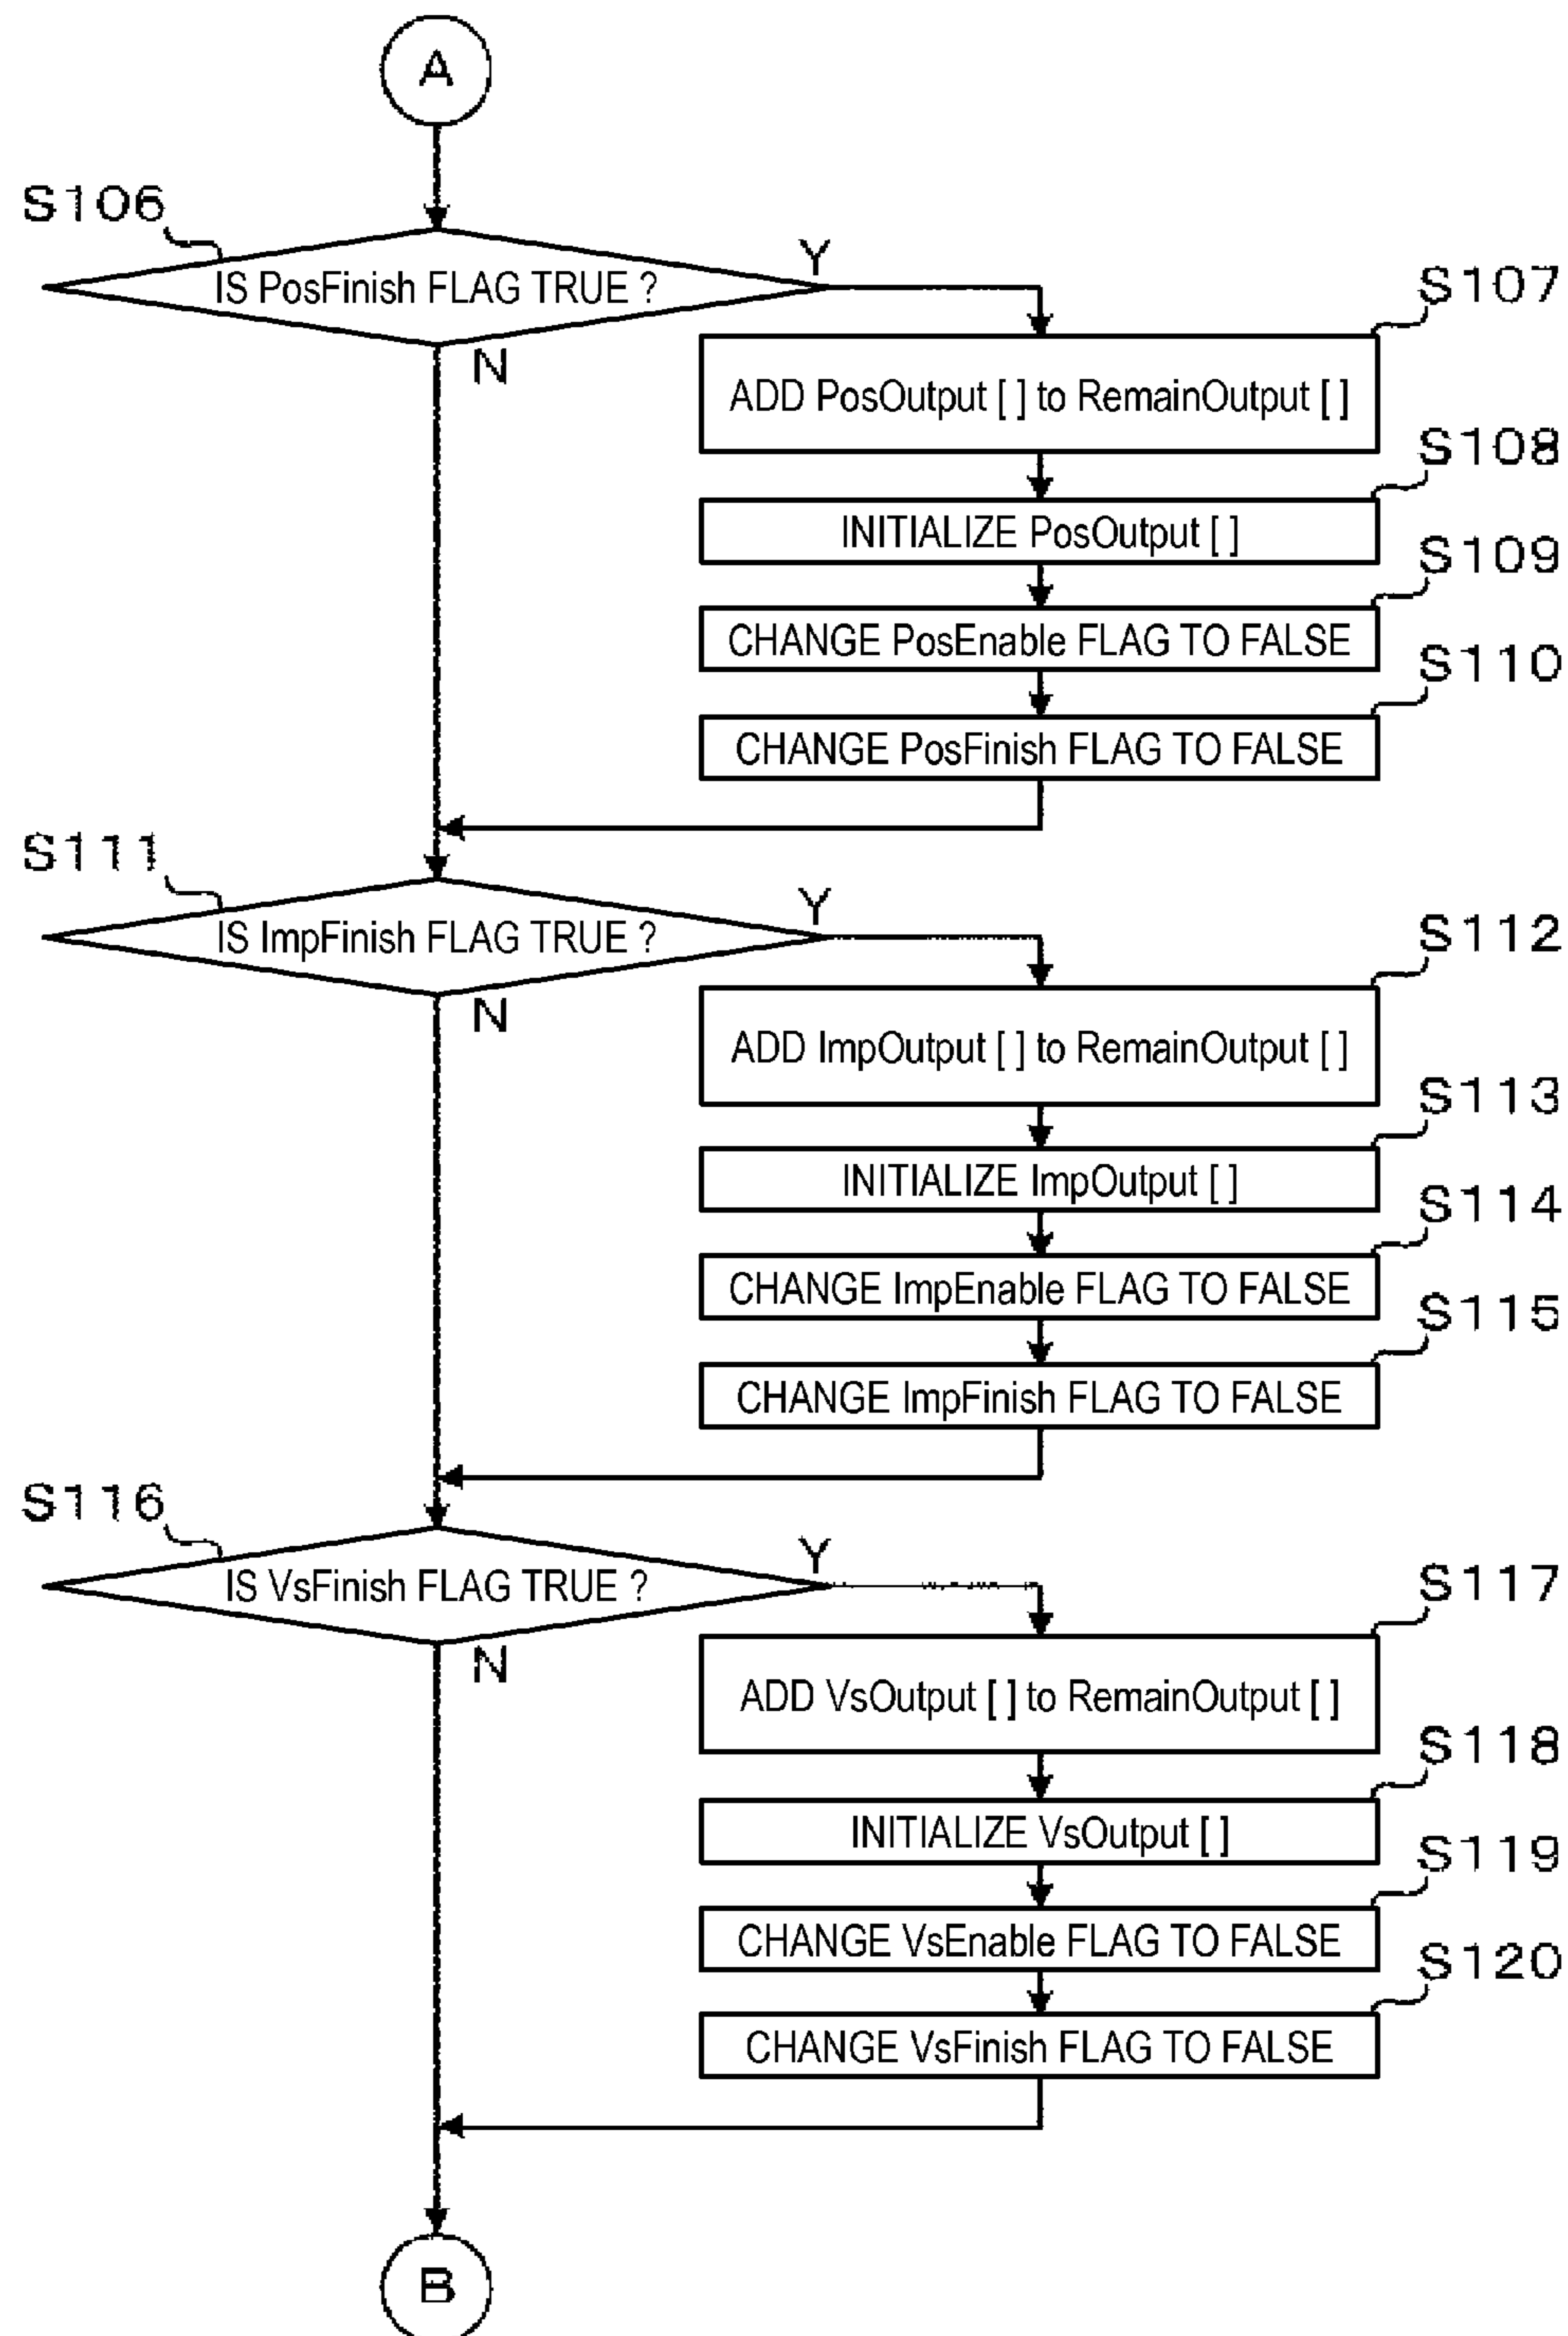 A
S106
IS PosFinish FLAG TRUE ?
Y
N
S107
ADD PosOutput [ ] to RemainOutput [ ]
S108
INITIALIZE PosOutput [ ]
S109
CHANGE PosEnable FLAG TO FALSE
S110
CHANGE PosFinish FLAG TO FALSE
S111
IS ImpFinish FLAG TRUE ?
Y
N
S112
ADD ImpOutput [ ] to RemainOutput [ ]
S113
INITIALIZE ImpOutput [ ]
S114
CHANGE ImpEnable FLAG TO FALSE
S115
CHANGE ImpFinish FLAG TO FALSE
S116
IS VsFinish FLAG TRUE ?
Y
N
S117
ADD VsOutput [ ] to RemainOutput [ ]
S118
INITIALIZE VsOutput [ ]
S119
CHANGE VsEnable FLAG TO FALSE
S120
CHANGE VsFinish FLAG TO FALSE
B